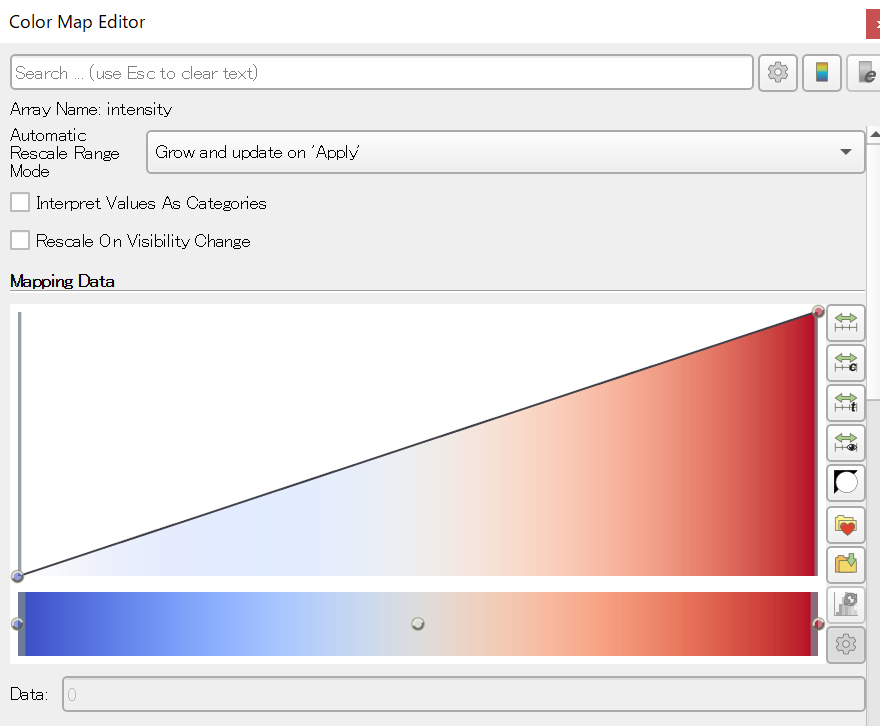 Color Map Editor
Search ... (use Esc to clear text)
e
Array Name: intensity
Automatic
Rescale Range
Mode
Grow and update on 'Apply'
Interpret Values As Categories
Rescale On Visibility Change
Mapping Data
c
t
Data:
0